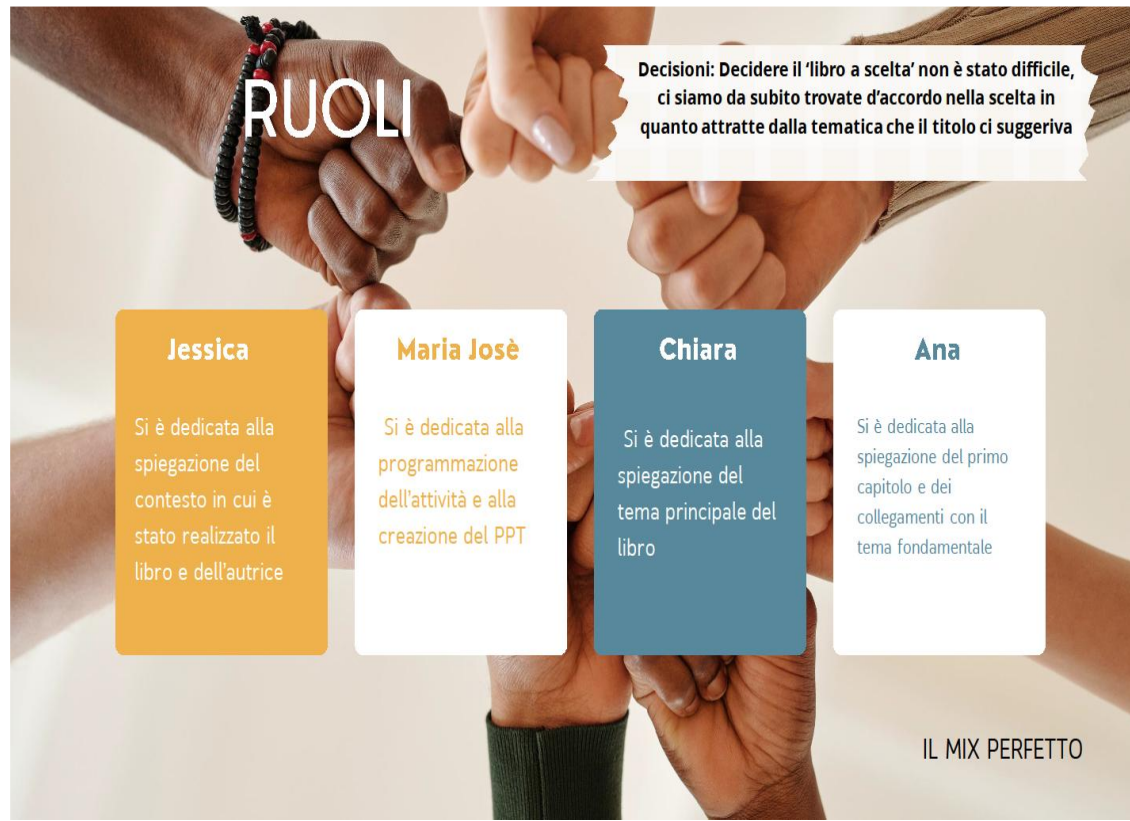 RUOLI
Decisioni: Decidere il ‘libro a scelta’ non è stato difficile,
ci siamo da subito trovate d’accordo nella scelta in
quanto attratte dalla tematica che il titolo ci suggeriva
Jessica
Si è dedicata alla
spiegazione del
contesto in cui è
stato realizzato il
libro e dell'autrice
Maria Josè
Si è dedicata alla
programmazione
dell'attività e alla
creazione del PPT
Chiara
Si è dedicata alla
spiegazione del
tema principale del
libro
Ana
Si è dedicata alla
spiegazione del primo
capitolo e dei
collegamenti con il
tema fondamentale
IL MIX PERFETTO